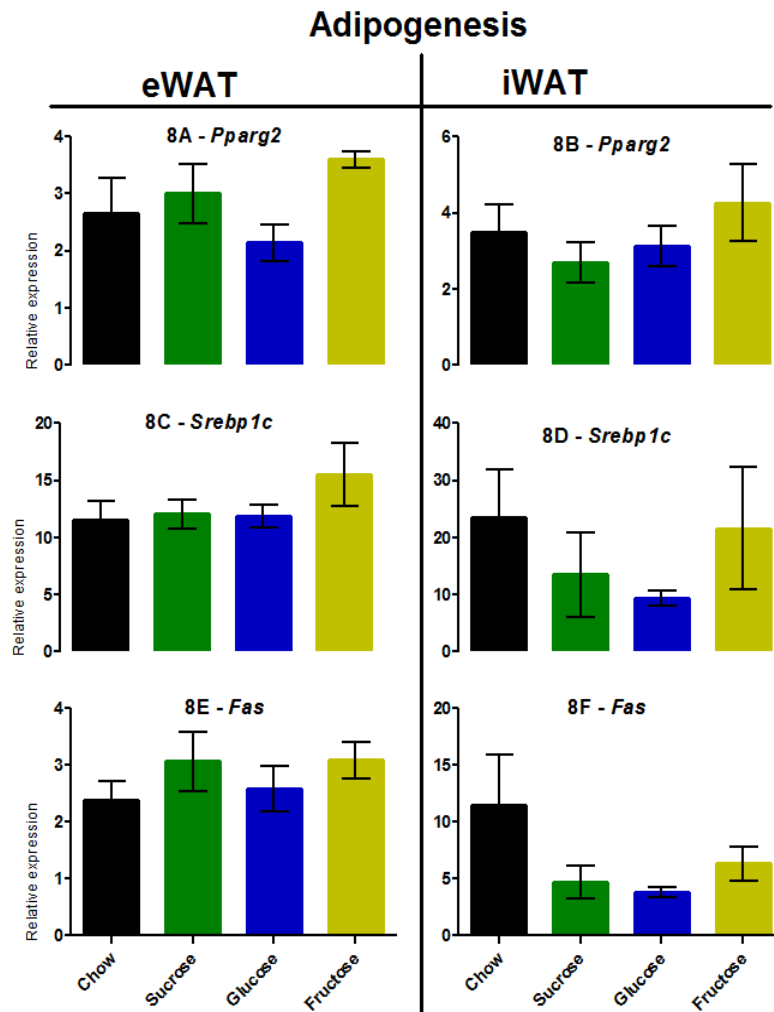 Adipogenesis
eWAT
iWAT
8A - Pparg2
Relative expression
4
3
2
1
0
8B - Pparg2
6
4
2
0
8C - Srebp1c
Relative expression
20
15
10
5
0
8D - Srebp1c
40
30
20
10
0
8E - Fas
Relative expression
4
3
2
1
0
Chow
Sucrose
Glucose
Fructose
8F - Fas
20
15
10
5
0
Chow
Sucrose
Glucose
Fructose